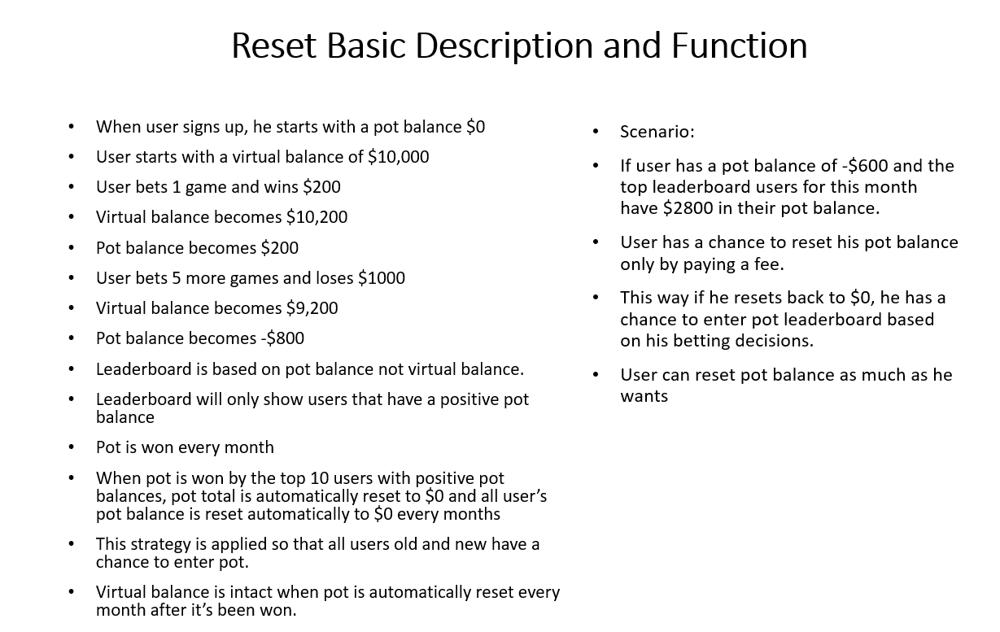 Reset Basic Description and Function
• When user signs up, he starts with a pot balance $0
• User starts with a virtual balance of $10,000
• User bets 1 game and wins $200
• Virtual balance becomes $10,200
• Pot balance becomes $200
• User bets 5 more games and loses $1000
• Virtual balance becomes $9,200
• Pot balance becomes -$800
• Leaderboard is based on pot balance not virtual balance.
• Leaderboard will only show users that have a positive pot
balance
• Pot is won every month
• When pot is won by the top 10 users with positive pot
balances, pot total is automatically reset to $0 and all user’s
pot balance is reset automatically to $0 every months
• This strategy is applied so that all users old and new have a
chance to enter pot.
• Virtual balance is intact when pot is automatically reset every
month after it’s been won.
• Scenario:
• If user has a pot balance of -$600 and the
top leaderboard users for this month
have $2800 in their pot balance.
• User has a chance to reset his pot balance
only by paying a fee.
• This way if he resets back to $0, he has a
chance to enter pot leaderboard based
on his betting decisions.
• User can reset pot balance as much as he
wants